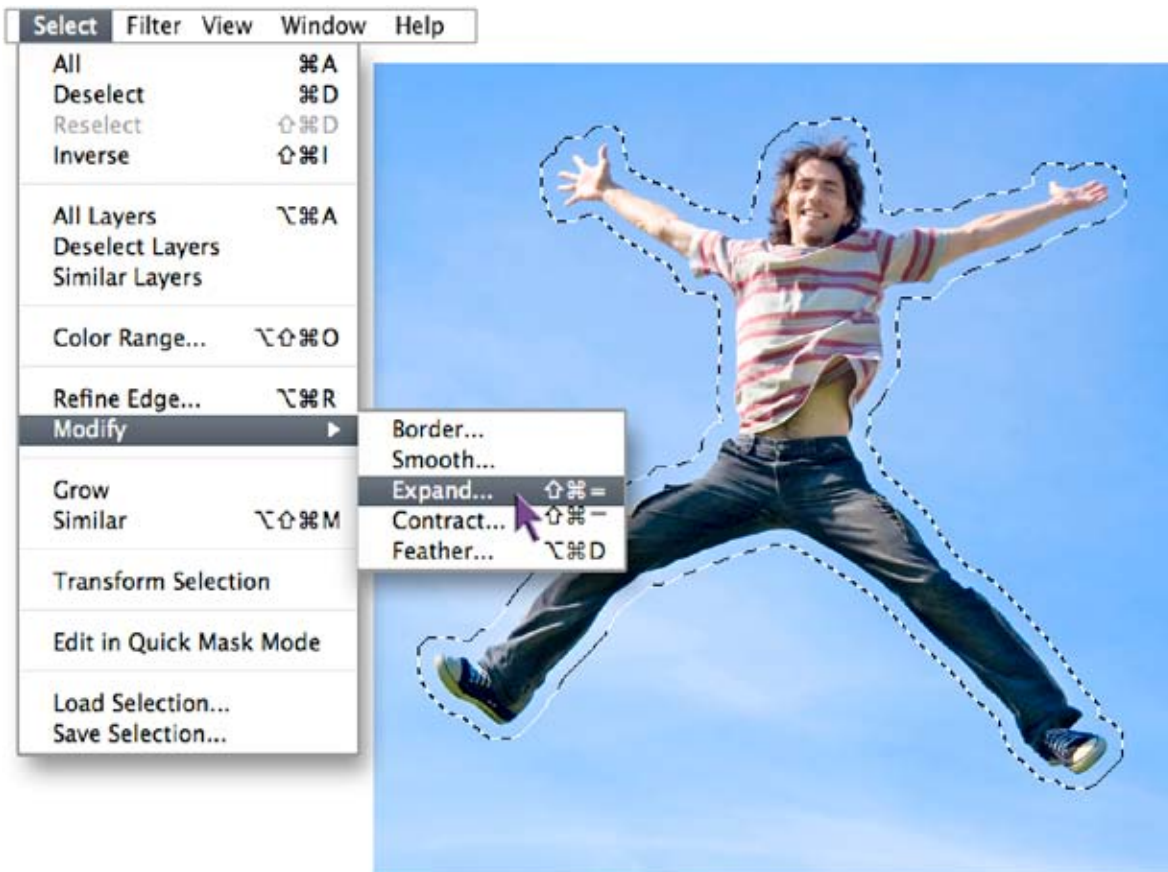 Select Filter View Window Help
All ⌘A
Deselect ⌘D
Reselect ⇧⌘D
Inverse ⇧⌘I
All Layers ⌥⌘A
Deselect Layers
Similar Layers
Color Range... ⌥⇧⌘O
Refine Edge... ⌥⌘R
Modify ▶
Border...
Smooth...
Expand... ⇧⌘=
Contract... ⇧⌘−
Feather... ⌥⌘D
Grow
Similar ⌥⇧⌘M
Transform Selection
Edit in Quick Mask Mode
Load Selection...
Save Selection...